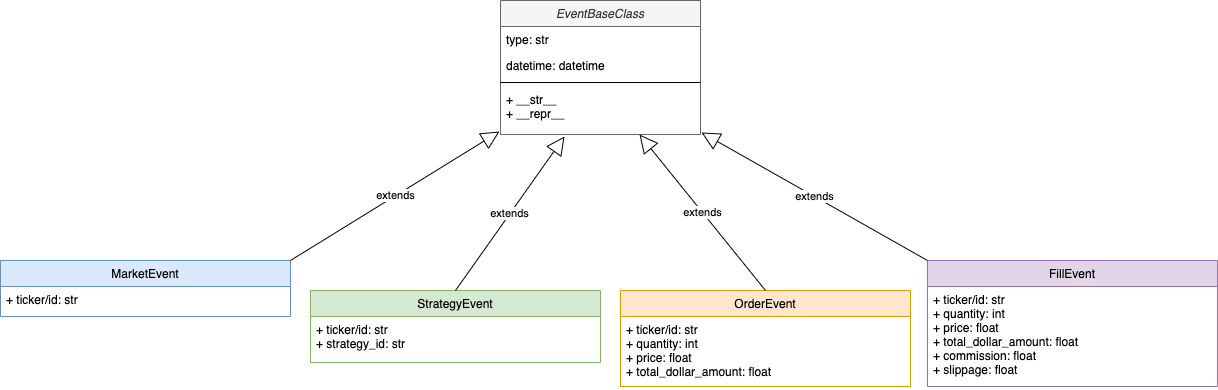 EventBaseClass
type: str
datetime: datetime
+ __str__
+ __repr__
extends
extends
extends
extends
MarketEvent
+ ticker/id: str
StrategyEvent
+ ticker/id: str
+ strategy_id: str
OrderEvent
+ ticker/id: str
+ quantity: int
+ price: float
+ total_dollar_amount: float
FillEvent
+ ticker/id: str
+ quantity: int
+ price: float
+ total_dollar_amount: float
+ commission: float
+ slippage: float